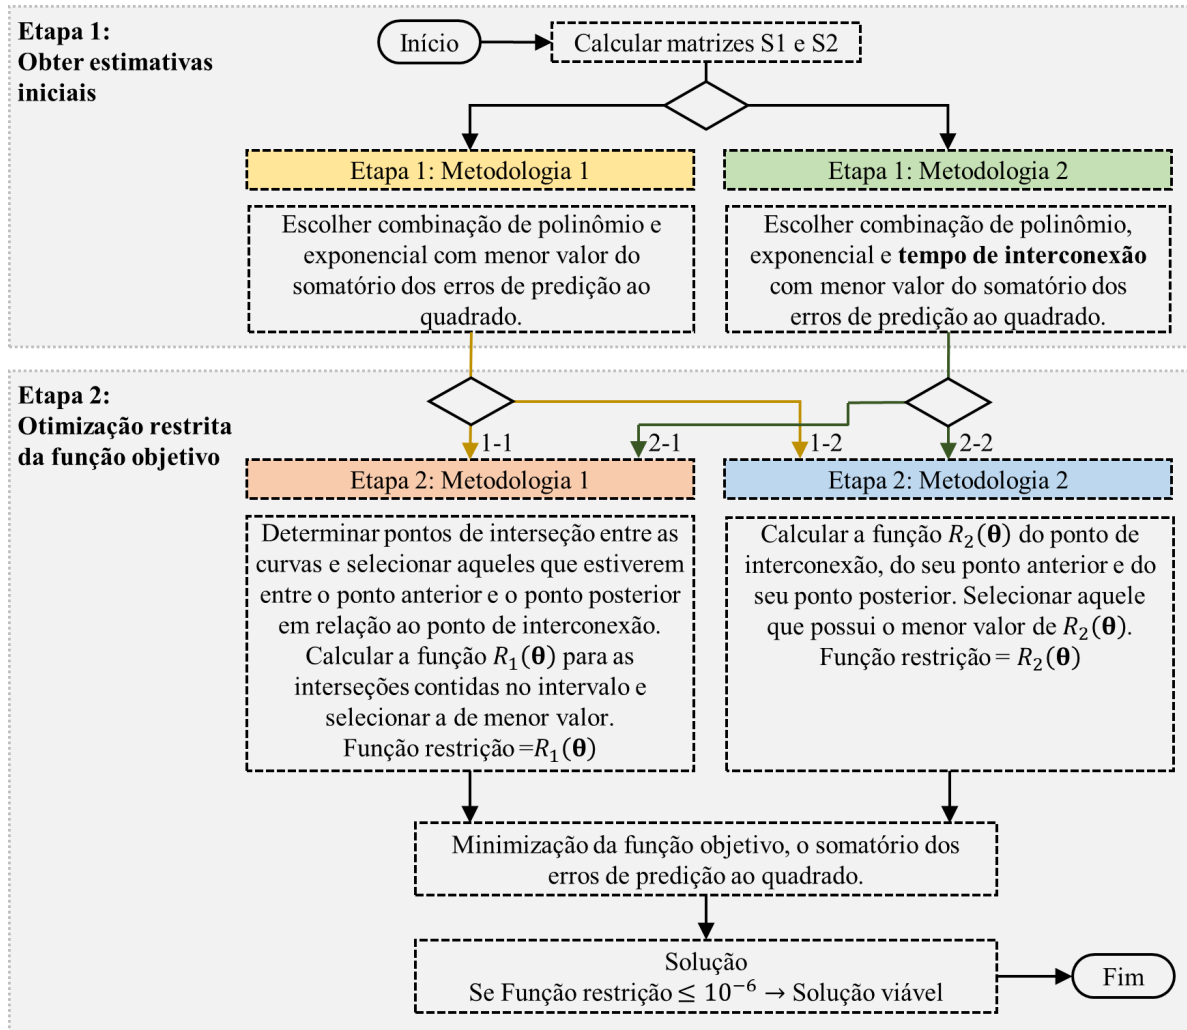 Etapa 1:
Obter estimativas
iniciais
Início
Calcular matrizes S1 e S2
Etapa 1: Metodologia 1
Etapa 1: Metodologia 2
Escolher combinação de polinômio e
exponencial com menor valor do
somatório dos erros de predição ao
quadrado.
Escolher combinação de polinômio,
exponencial e tempo de interconexão
com menor valor do somatório dos
erros de predição ao quadrado.
Etapa 2:
Otimização restrita
da função objetivo
1-1
2-1
1-2
2-2
Etapa 2: Metodologia 1
Etapa 2: Metodologia 2
Determinar pontos de interseção entre as
curvas e selecionar aqueles que estiverem
entre o ponto anterior e o ponto posterior
em relação ao ponto de interconexão.
Calcular a função R₁(θ) para as
interseções contidas no intervalo e
selecionar a de menor valor.
Função restrição =R₁(θ)
Calcular a função R₂(θ) do ponto de
interconexão, do seu ponto anterior e do
seu ponto posterior. Selecionar aquele
que possui o menor valor de R₂(θ).
Função restrição = R₂(θ)
Minimização da função objetivo, o somatório dos
erros de predição ao quadrado.
Solução
Se Função restrição ≤ 10⁻⁶ → Solução viável
Fim